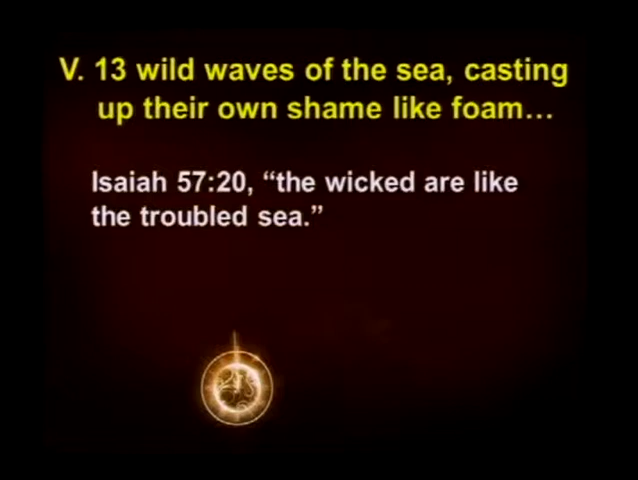 V. 13 wild waves of the sea, casting
up their own shame like foam…
Isaiah 57:20, “the wicked are like
the troubled sea.”